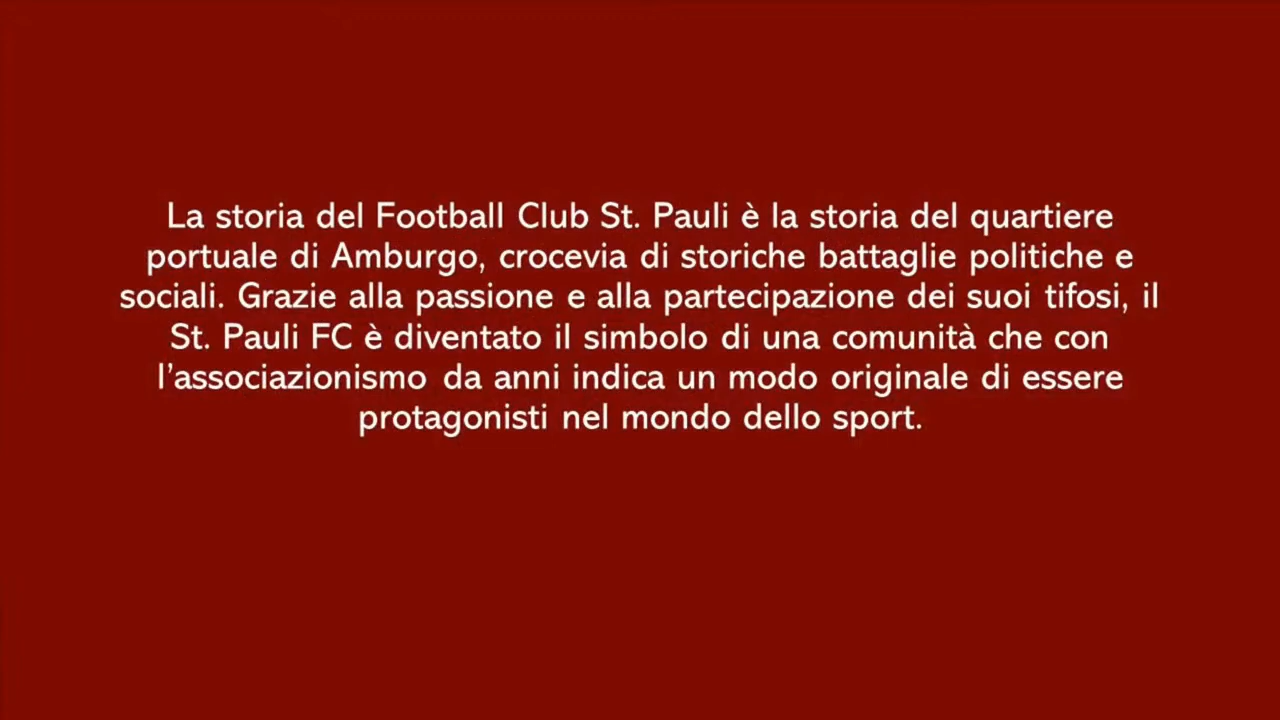 La storia del Football Club St. Pauli è la storia del quartiere
portuale di Amburgo, crocevia di storiche battaglie politiche e
sociali. Grazie alla passione e alla partecipazione dei suoi tifosi, il
St. Pauli FC è diventato il simbolo di una comunità che con
l’associazionismo da anni indica un modo originale di essere
protagonisti nel mondo dello sport.